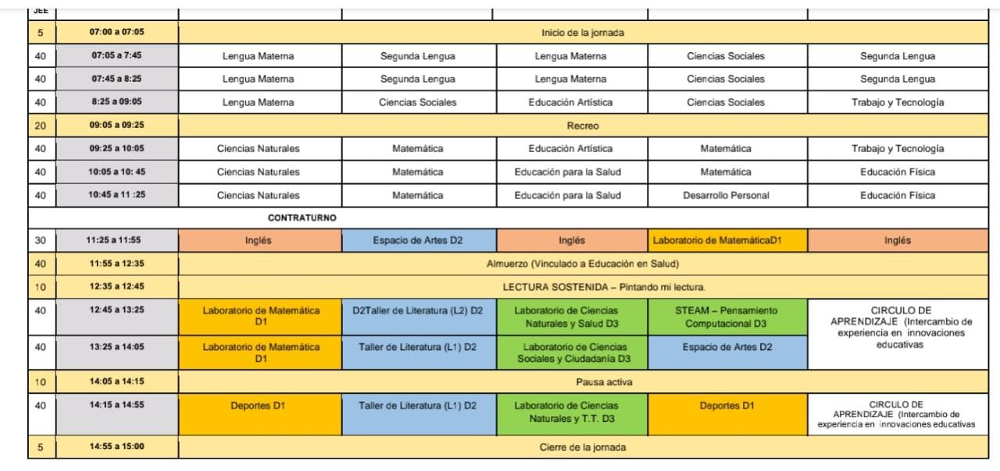 JEE
5 07:00 a 07:05 Inicio de la jornada
40 07:05 a 7:45 Lengua Materna Segunda Lengua Lengua Materna Ciencias Sociales Segunda Lengua
40 07:45 a 8:25 Lengua Materna Segunda Lengua Lengua Materna Ciencias Sociales Segunda Lengua
40 8:25 a 09:05 Lengua Materna Ciencias Sociales Educación Artística Ciencias Sociales Trabajo y Tecnología
20 09:05 a 09:25 Recreo
40 09:25 a 10:05 Ciencias Naturales Matemática Educación Artística Matemática Trabajo y Tecnología
40 10:05 a 10: 45 Ciencias Naturales Matemática Educación para la Salud Matemática Educación Física
40 10:45 a 11 :25 Ciencias Naturales Matemática Educación para la Salud Desarrollo Personal Educación Física
CONTRATURNO
30 11:25 a 11:55 Inglés Espacio de Artes D2 Inglés Laboratorio de MatemáticaD1 Inglés
40 11:55 a 12:35 Almuerzo (Vinculado a Educación en Salud)
10 12:35 a 12:45 LECTURA SOSTENIDA – Pintando mi lectura.
40 12:45 a 13:25 Laboratorio de Matemática D2Taller de Literatura (L2) D2 Laboratorio de Ciencias STEAM – Pensamiento CIRCULO DE
D1 Naturales y Salud D3 Computacional D3 APRENDIZAJE (Intercambio de
experiencia en innovaciones
40 13:25 a 14:05 Laboratorio de Matemática Taller de Literatura (L1) D2 Laboratorio de Ciencias Espacio de Artes D2 educativas
D1 Sociales y Ciudadanía D3
10 14:05 a 14:15 Pausa activa
40 14:15 a 14:55 Deportes D1 Taller de Literatura (L1) D2 Laboratorio de Ciencias Deportes D1 CIRCULO DE
Naturales y T.T. D3 APRENDIZAJE (Intercambio de
experiencia en innovaciones educativas
5 14:55 a 15:00 Cierre de la jornada